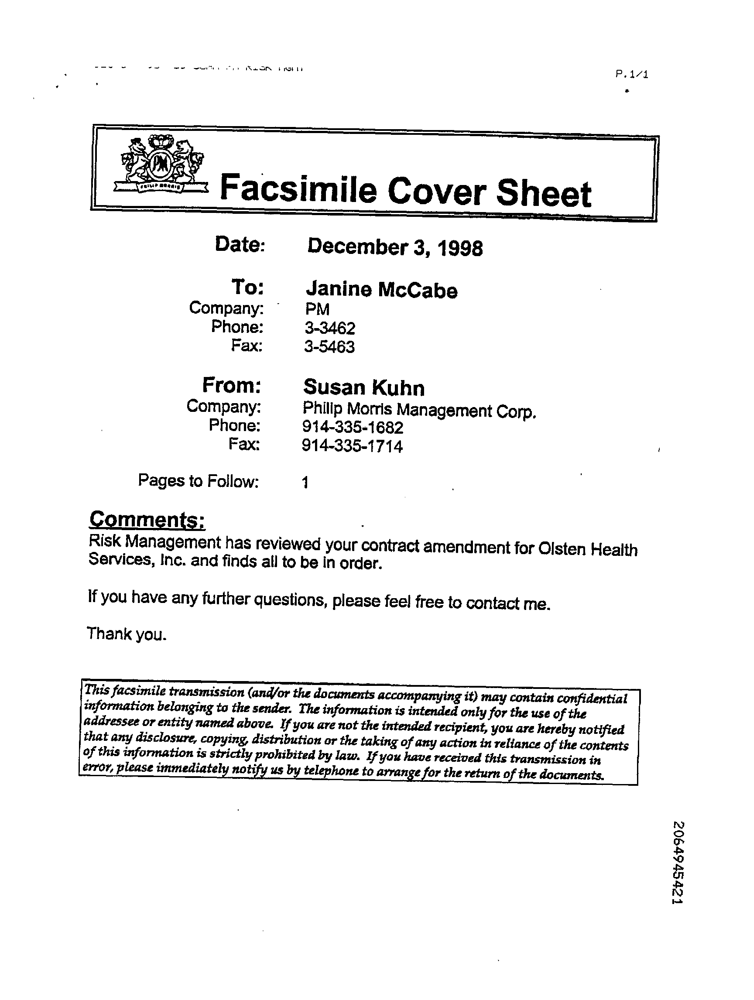 P.1/1
PM
PHILIP MORRIS
Facsimile Cover Sheet
Date: December 3, 1998
To: Janine McCabe
Company: PM
Phone: 3-3462
Fax: 3-5463
From: Susan Kuhn
Company: Philip Morris Management Corp.
Phone: 914-335-1682
Fax: 914-335-1714
Pages to Follow: 1
Comments:
Risk Management has reviewed your contract amendment for Olsten Health
Services, Inc. and finds all to be in order.
If you have any further questions, please feel free to contact me.
Thank you.
This facsimile transmission (and/or the documents accompanying it) may contain confidential
information belonging to the sender. The information is intended only for the use of the
addressee or entity named above. If you are not the intended recipient, you are hereby notified
that any disclosure, copying, distribution or the taking of any action in reliance of the contents
of this information is strictly prohibited by law. If you have received this transmission in
error, please immediately notify us by telephone to arrange for the return of the documents.
2064945421